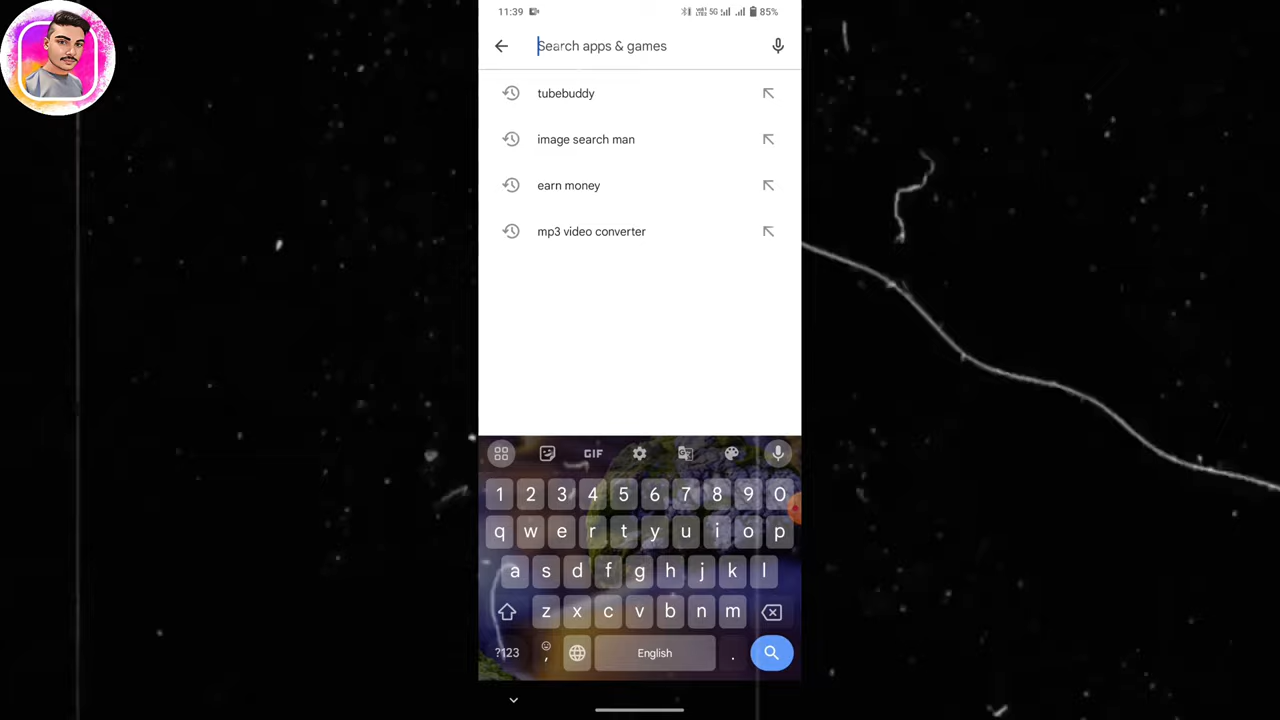 11:39 5G 85%
Search apps & games
tubebuddy
image search man
earn money
mp3 video converter
GIF
1 2 3 4 5 6 7 8 9 0
q w e r t y u i o p
a s d f g h j k l
z x c v b n m
?123 , English .